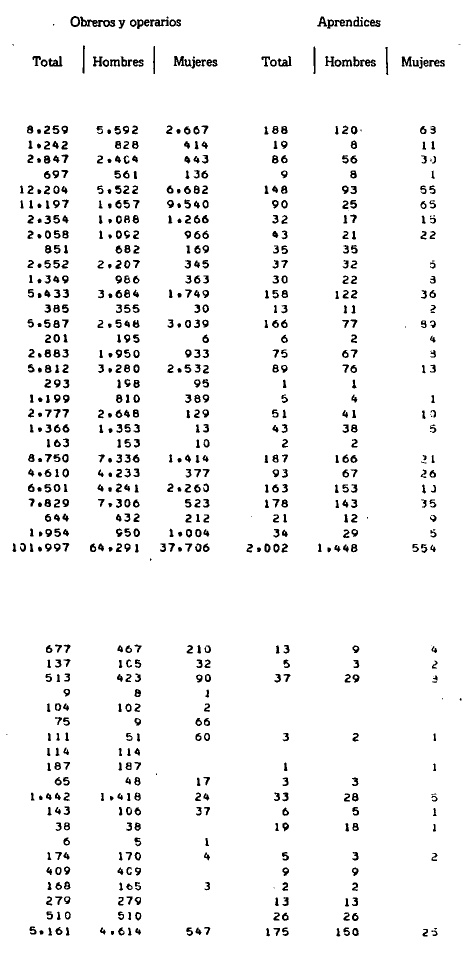 Obreros y operarios Aprendices
Total Hombres Mujeres Total Hombres Mujeres
8.259 5.592 2.667 188 120 68
1.242 828 414 19 8 11
2.847 2.404 443 86 56 30
697 561 136 9 8 1
12.204 5.522 6.682 148 93 55
11.197 1.657 9.540 90 25 65
2.354 1.088 1.266 32 17 15
2.058 1.092 966 43 21 22
851 682 169 35 35
2.552 2.207 345 37 32 5
1.349 986 363 30 22 8
5.433 3.684 1.749 158 122 36
385 355 30 13 11 2
5.587 2.548 3.039 166 77 89
201 195 6 6 2 4
2.883 1.950 933 75 67 8
5.812 3.280 2.532 89 76 13
293 198 95 1 1
1.199 810 389 5 4 1
2.777 2.648 129 51 41 10
1.366 1.353 13 43 38 5
163 153 10 2 2
8.750 7.336 1.414 187 166 21
4.610 4.233 377 93 67 26
6.501 4.241 2.260 163 153 10
7.829 7.306 523 178 143 35
644 432 212 21 12 9
1.954 950 1.004 34 29 5
101.997 64.291 37.706 2.002 1.448 554
677 467 210 13 9 4
137 105 32 5 3 2
513 423 90 37 29 8
9 8 1
104 102 2
75 9 66
111 51 60 3 2 1
114 114
187 187 1 1
65 48 17 3 3
1.442 1.418 24 33 28 5
143 106 37 6 5 1
38 38 19 18 1
6 5 1
174 170 4 5 3 2
409 409 9 9
168 165 3 2 2
279 279 13 13
510 510 26 26
5.161 4.614 547 175 150 25